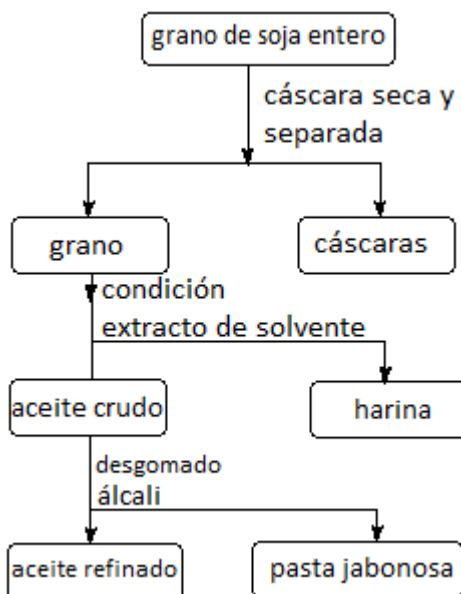 grano de soja entero
cáscara seca y
separada
grano
cáscaras
condición
extracto de solvente
aceite crudo
harina
desgomado
álcali
aceite refinado
pasta jabonosa